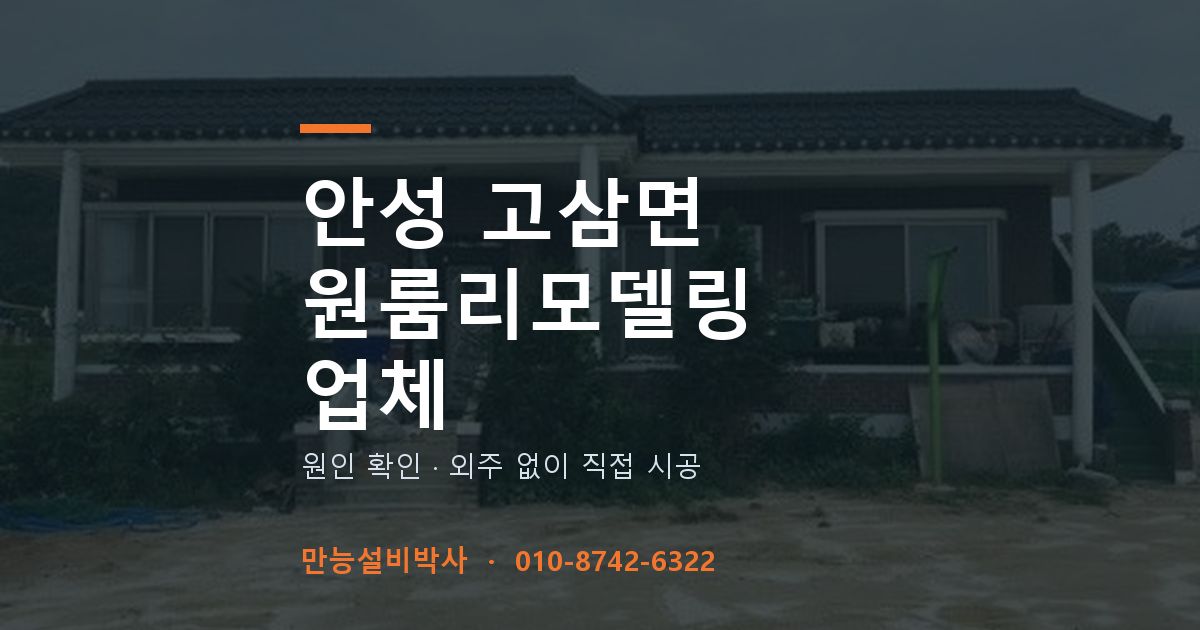 안성 고삼면
원룸리모델링
업체
원인 확인 · 외주 없이 직접 시공
만능설비박사 · 010-8742-6322